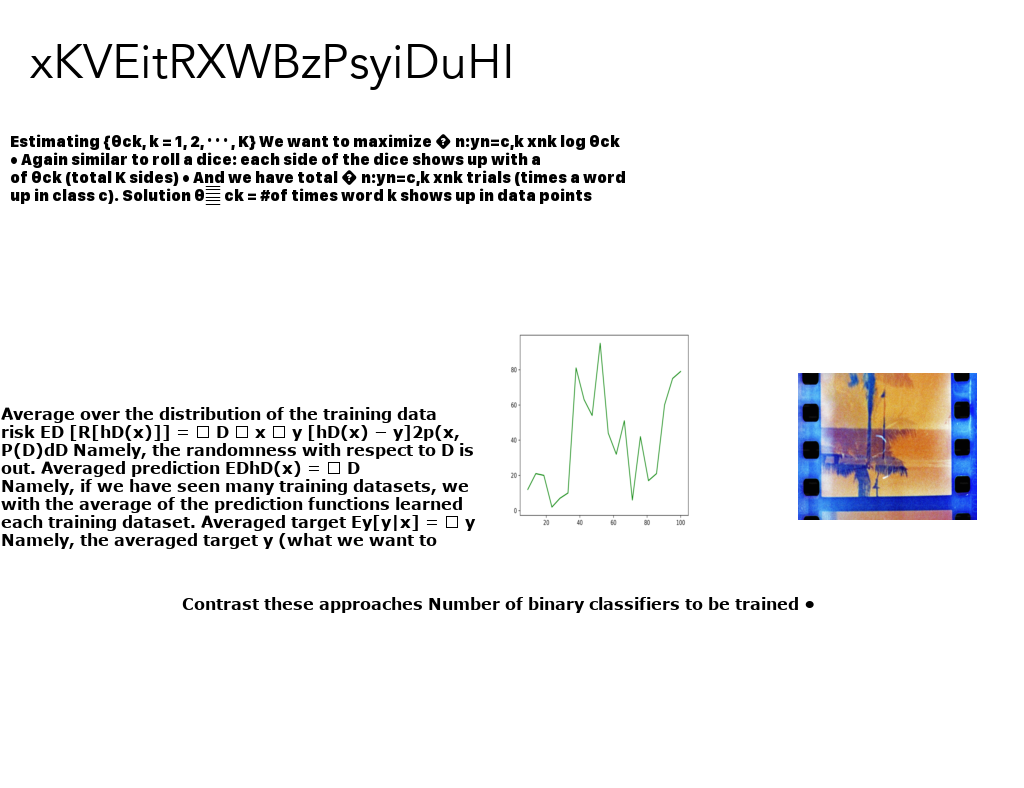 xKVEitRXWBzPsyiDuHI
Estimating {θck, k = 1, 2, · · · , K} We want to maximize � n:yn=c,k xnk log θck
• Again similar to roll a dice: each side of the dice shows up with a
of θck (total K sides) • And we have total � n:yn=c,k xnk trials (times a word
up in class c). Solution θ ck = #of times word k shows up in data points
80
60
40
20
0
20 40 60 80 100
Average over the distribution of the training data
risk ED [R[hD(x)]] = □ D □ x □ y [hD(x) − y]2p(x,
P(D)dD Namely, the randomness with respect to D is
out. Averaged prediction EDhD(x) = □ D
Namely, if we have seen many training datasets, we
with the average of the prediction functions learned
each training dataset. Averaged target Ey[y|x] = □ y
Namely, the averaged target y (what we want to
Contrast these approaches Number of binary classifiers to be trained •